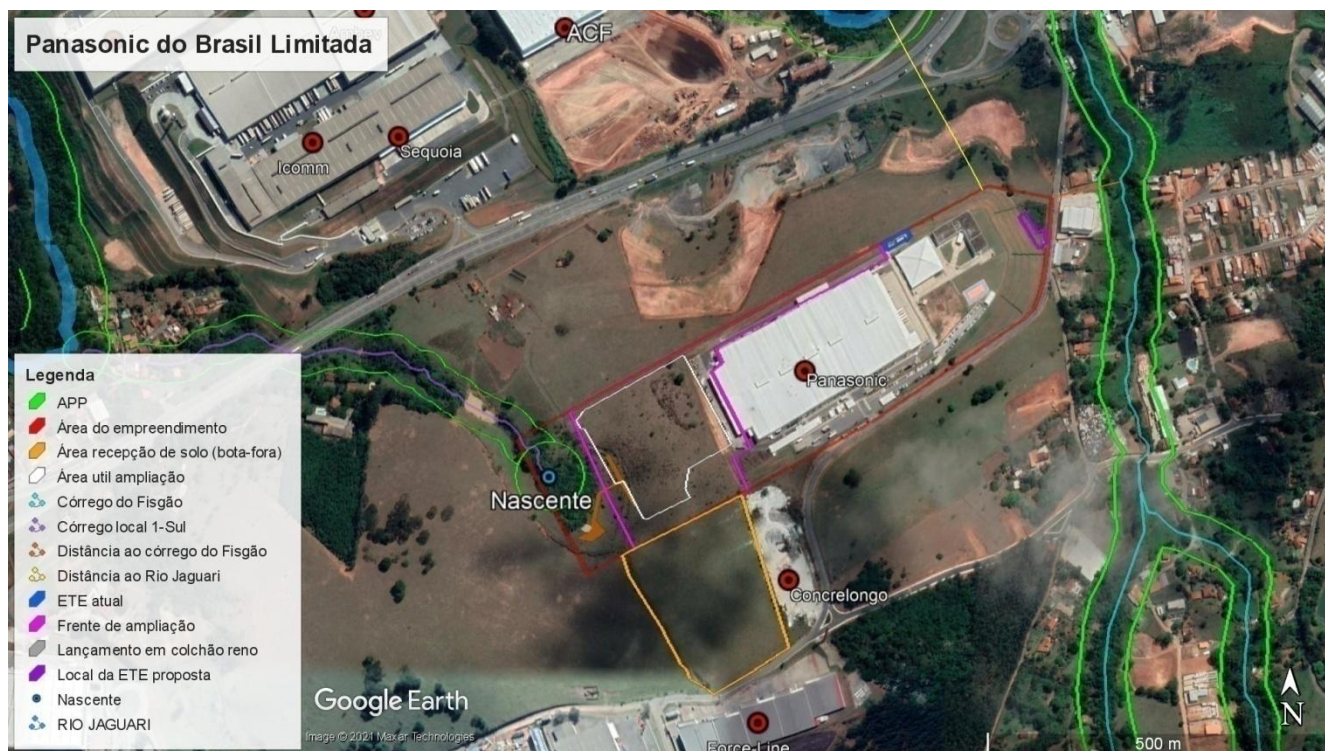 Panasonic do Brasil Limitada
ACF
Icomm
Sequoia
Panasonic
Nascente
Concrelongo
Force-Line
Legenda
APP
Área do empreendimento
Área recepção de solo (bota-fora)
Área util ampliação
Córrego do Fisgão
Córrego local 1-Sul
Distância ao córrego do Fisgão
Distância ao Rio Jaguari
ETE atual
Frente de ampliação
Lançamento em colchão reno
Local da ETE proposta
Nascente
RIO JAGUARI
Google Earth
Image © 2021 Maxar Technologies
500 m
N